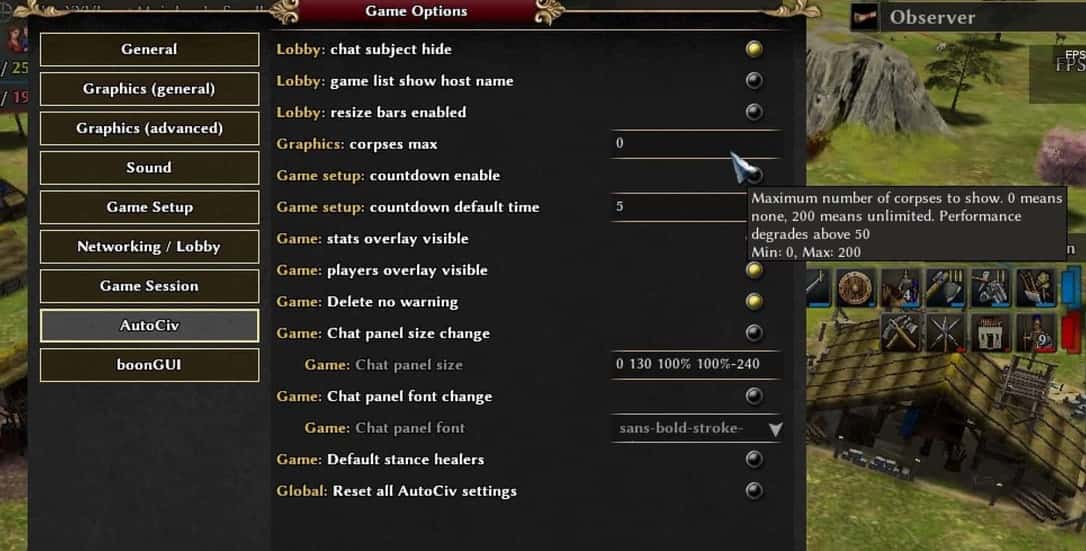 Game Options
Observer
FPS
FPS
/ 25
/ 19
General
Graphics (general)
Graphics (advanced)
Sound
Game Setup
Networking / Lobby
Game Session
AutoCiv
boonGUI
Lobby: chat subject hide
Lobby: game list show host name
Lobby: resize bars enabled
Graphics: corpses max 0
Game setup: countdown enable
Game setup: countdown default time 5
Game: stats overlay visible
Game: players overlay visible
Game: Delete no warning
Game: Chat panel size change
Game: Chat panel size 0 130 100% 100%-240
Game: Chat panel font change
Game: Chat panel font sans-bold-stroke-
Game: Default stance healers
Global: Reset all AutoCiv settings
Maximum number of corpses to show. 0 means
none, 200 means unlimited. Performance
degrades above 50
Min: 0, Max: 200
4
9